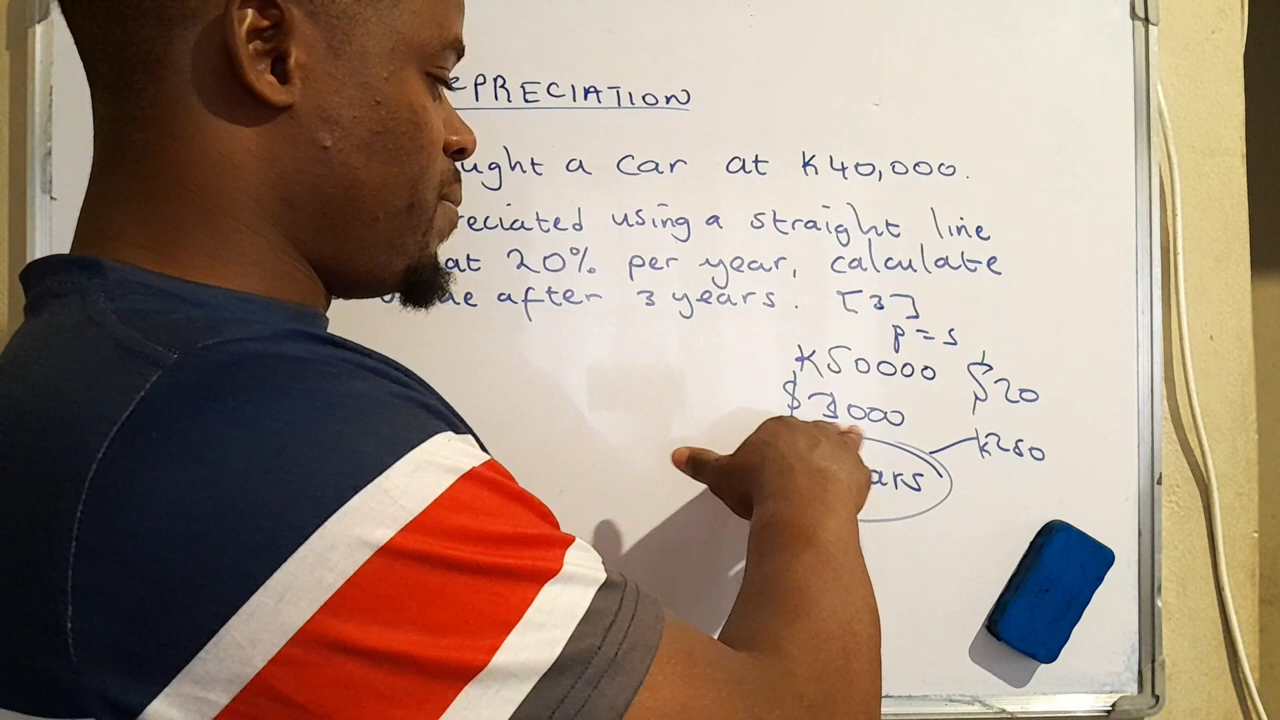 ePRECIATION
ught a car at K40,000.
reciated using a straight line
at 20% per year, calculate
ue after 3 years. [3]
p = s
K50000 $20
$ 000
K250
ars